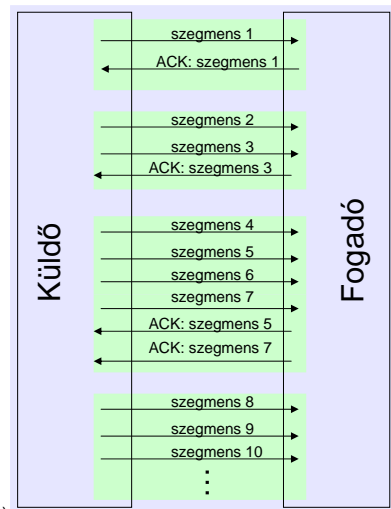 szegmens 1
ACK: szegmens 1
szegmens 2
szegmens 3
ACK: szegmens 3
Küldő
Fogadó
szegmens 4
szegmens 5
szegmens 6
szegmens 7
ACK: szegmens 5
ACK: szegmens 7
szegmens 8
szegmens 9
szegmens 10
⋮